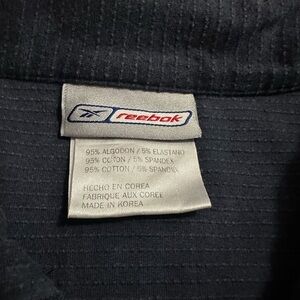 reebok
95% ALGODON / 5% ELASTANO
95% COTON / 5% SPANDEX
95% COTTON / 5% SPANDEX
HECHO EN COREA
FABRIQUE AUX COREE
MADE IN KOREA